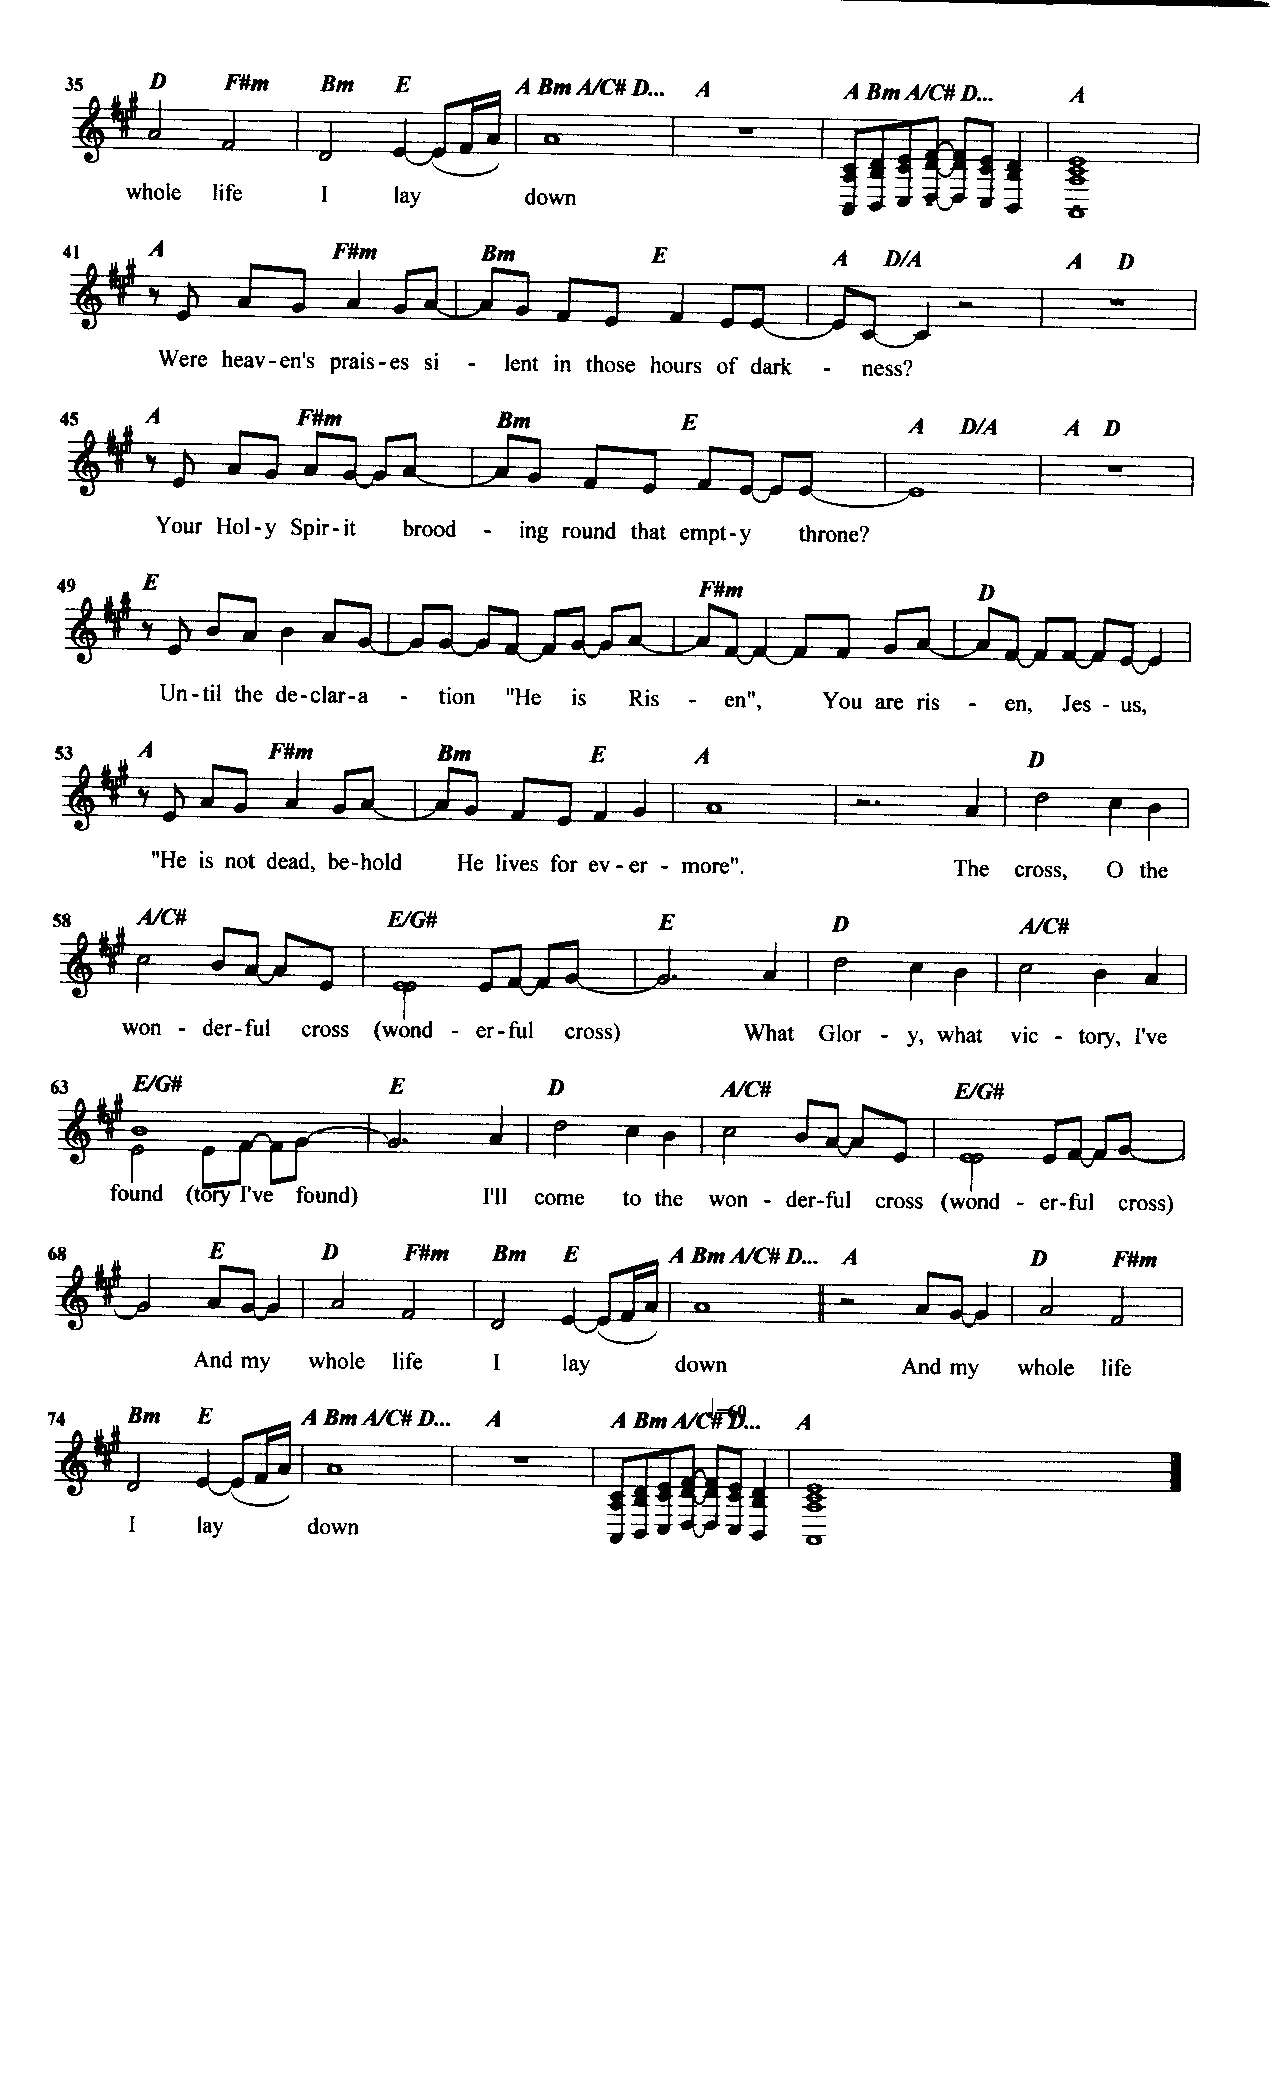 35 D F#m Bm E A Bm A/C# D... A A Bm A/C# D... A
whole life I lay down
41 A F#m Bm E A D/A A D
Were heav-en's prais-es si - lent in those hours of dark - ness?
45 A F#m Bm E A D/A A D
Your Hol-y Spir-it brood - ing round that empt-y throne?
49 E F#m D
Un-til the de-clar-a - tion "He is Ris - en", You are ris - en, Jes - us,
53 A F#m Bm E A D
"He is not dead, be-hold He lives for ev - er - more". The cross, O the
58 A/C# E/G# E D A/C#
won - der-ful cross (wond - er-ful cross) What Glor - y, what vic - tory, I've
63 E/G# E D A/C# E/G#
found (tory I've found) I'll come to the won - der-ful cross (wond - er-ful cross)
68 E D F#m Bm E A Bm A/C# D... A D F#m
And my whole life I lay down And my whole life
74 Bm E A Bm A/C# D... A A Bm A/C# D... A
I lay down